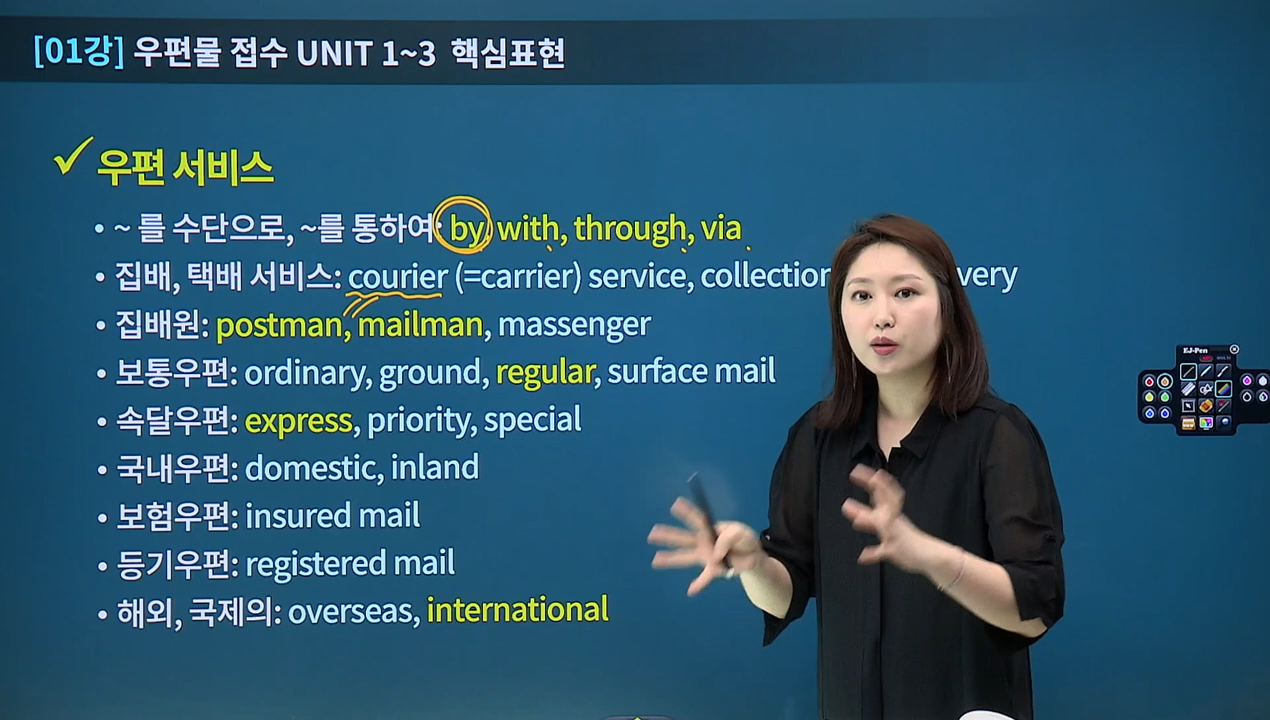 [01강] 우편물 접수 UNIT 1~3 핵심표현
우편 서비스
• ~ 를 수단으로, ~를 통하여: by, with, through, via
• 집배, 택배 서비스: courier (=carrier) service, collection very
• 집배원: postman, mailman, massenger
• 보통우편: ordinary, ground, regular, surface mail
• 속달우편: express, priority, special
• 국내우편: domestic, inland
• 보험우편: insured mail
• 등기우편: registered mail
• 해외, 국제의: overseas, international
EJ-Pen